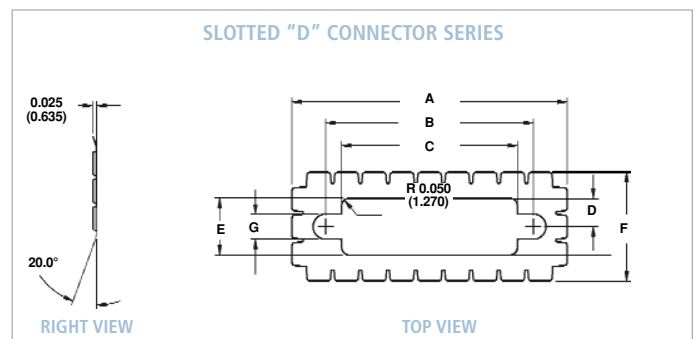 SLOTTED “D” CONNECTOR SERIES
0.025
(0.635)
20.0°
RIGHT VIEW
A
B
C
R 0.050
(1.270)
D
E
G
F
TOP VIEW